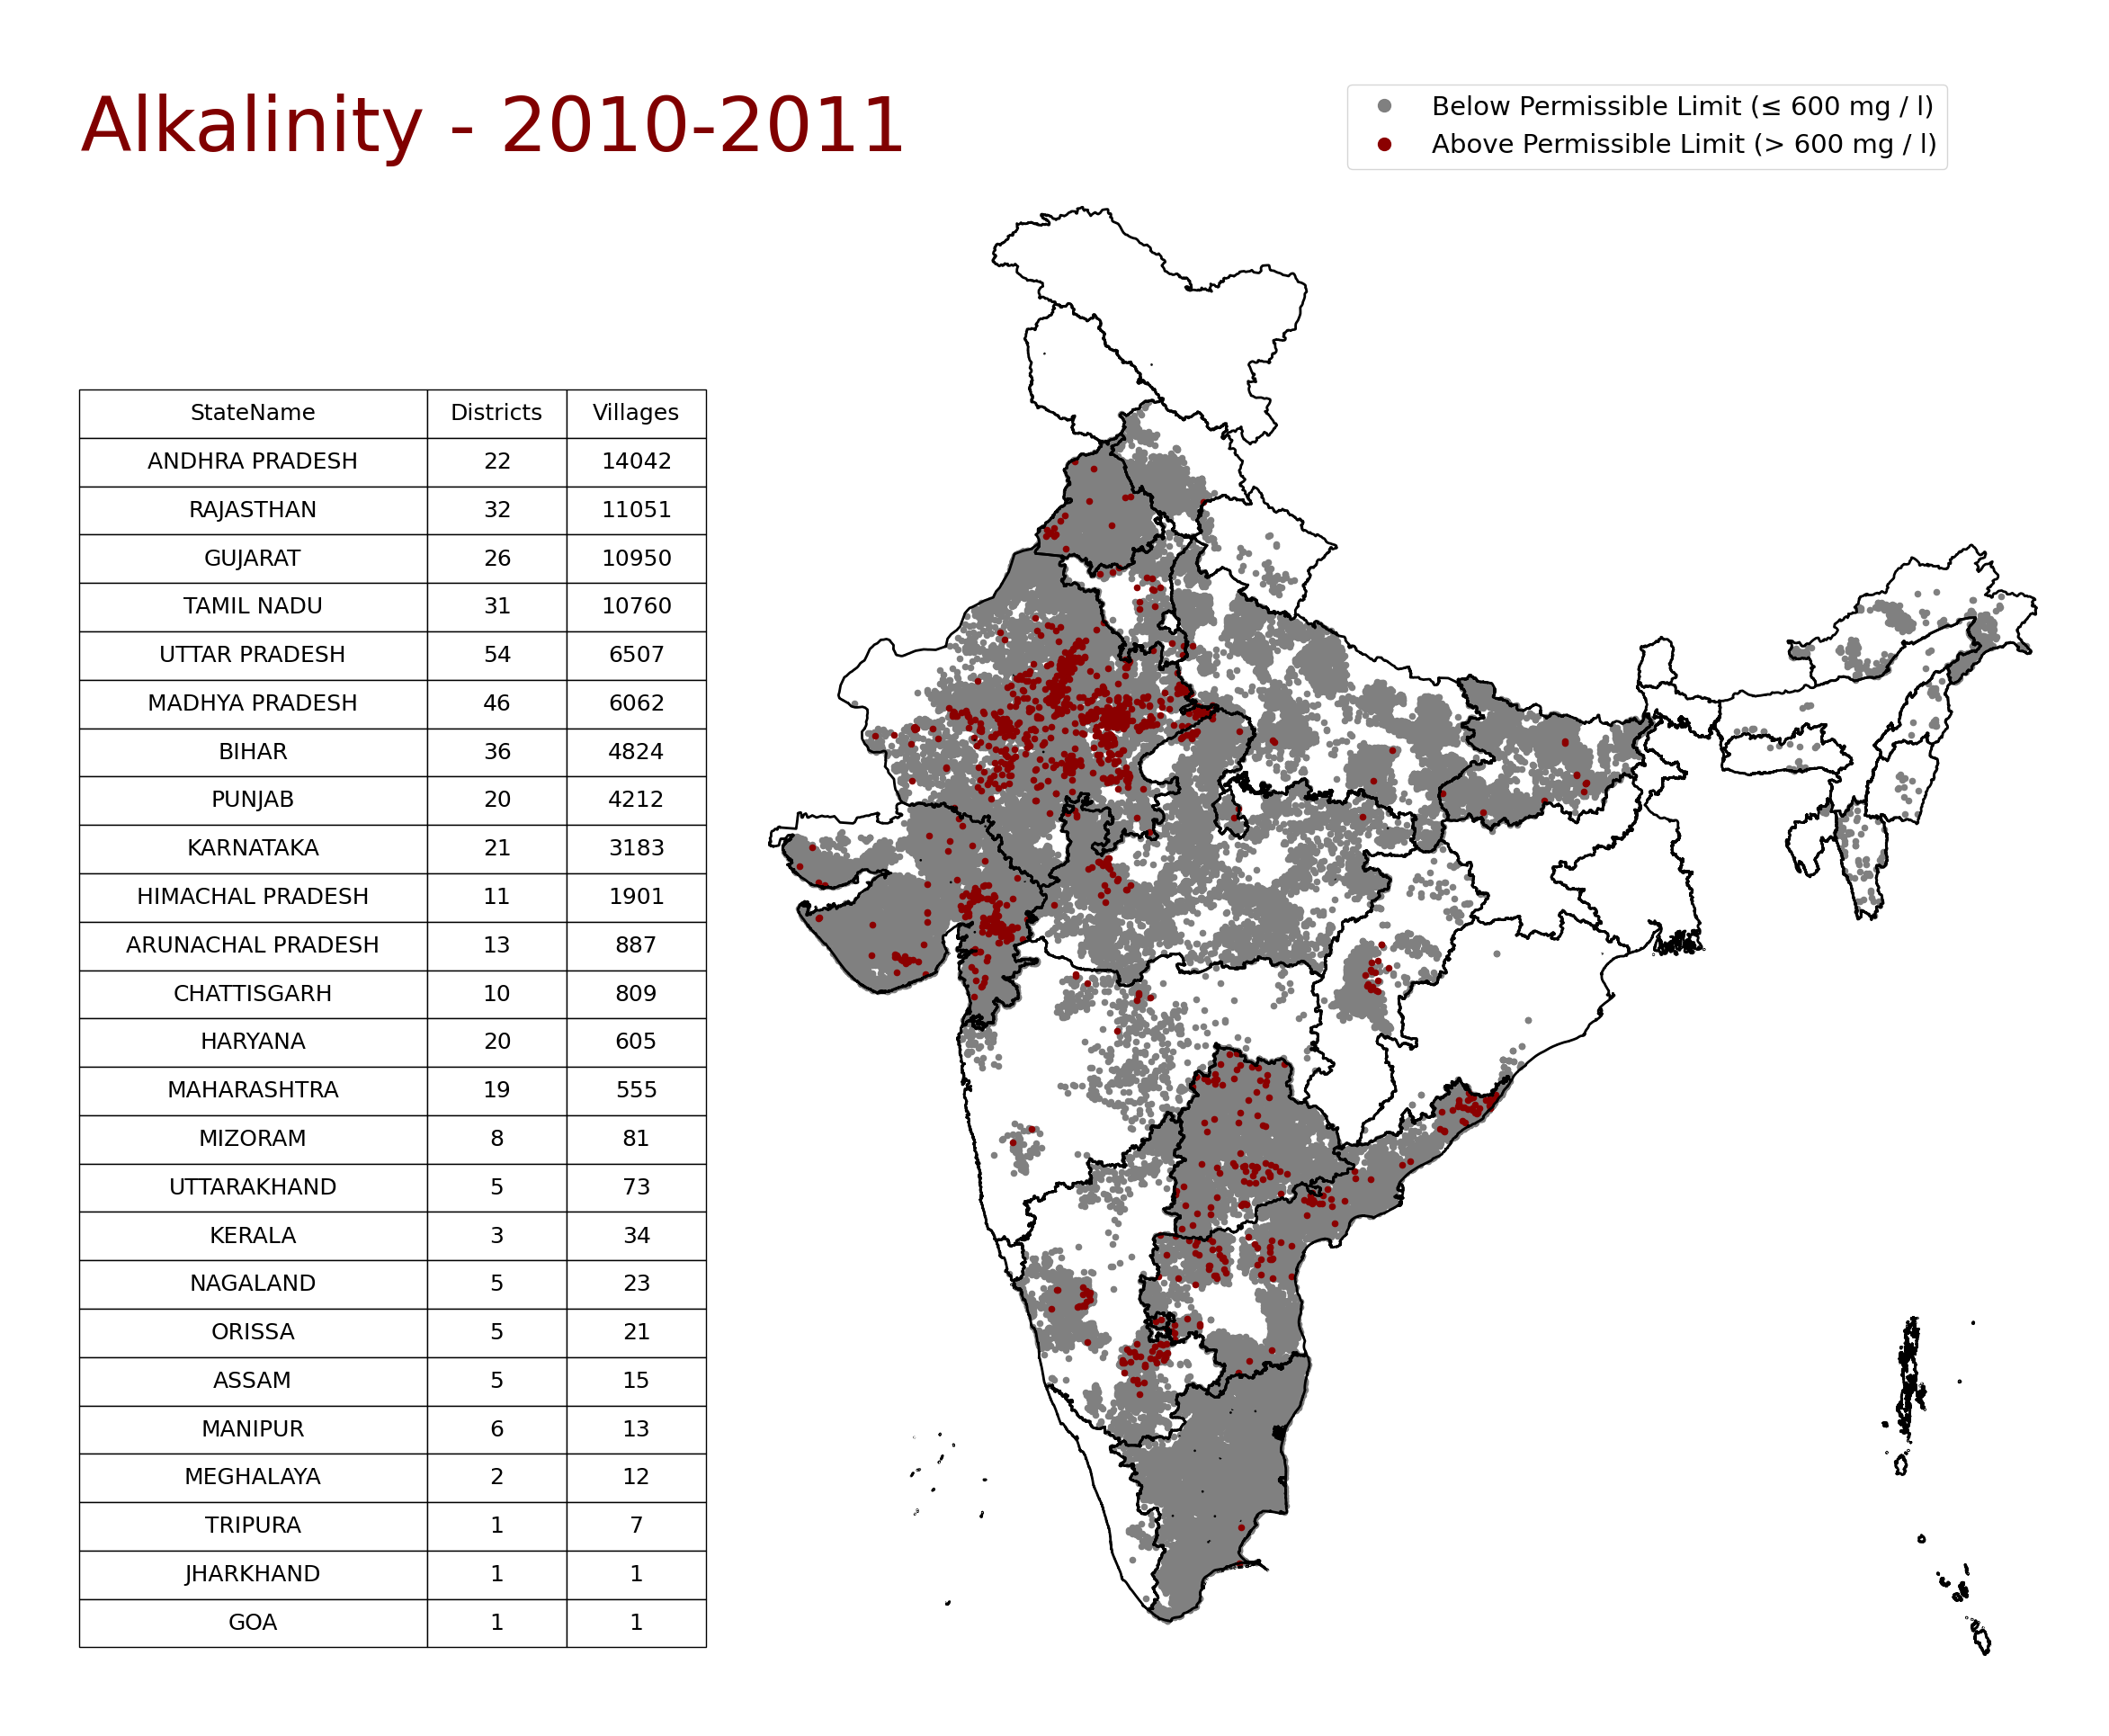 Alkalinity - 2010-2011
Below Permissible Limit (≤ 600 mg / l)
Above Permissible Limit (> 600 mg / l)
StateName Districts Villages
ANDHRA PRADESH 22 14042
RAJASTHAN 32 11051
GUJARAT 26 10950
TAMIL NADU 31 10760
UTTAR PRADESH 54 6507
MADHYA PRADESH 46 6062
BIHAR 36 4824
PUNJAB 20 4212
KARNATAKA 21 3183
HIMACHAL PRADESH 11 1901
ARUNACHAL PRADESH 13 887
CHATTISGARH 10 809
HARYANA 20 605
MAHARASHTRA 19 555
MIZORAM 8 81
UTTARAKHAND 5 73
KERALA 3 34
NAGALAND 5 23
ORISSA 5 21
ASSAM 5 15
MANIPUR 6 13
MEGHALAYA 2 12
TRIPURA 1 7
JHARKHAND 1 1
GOA 1 1